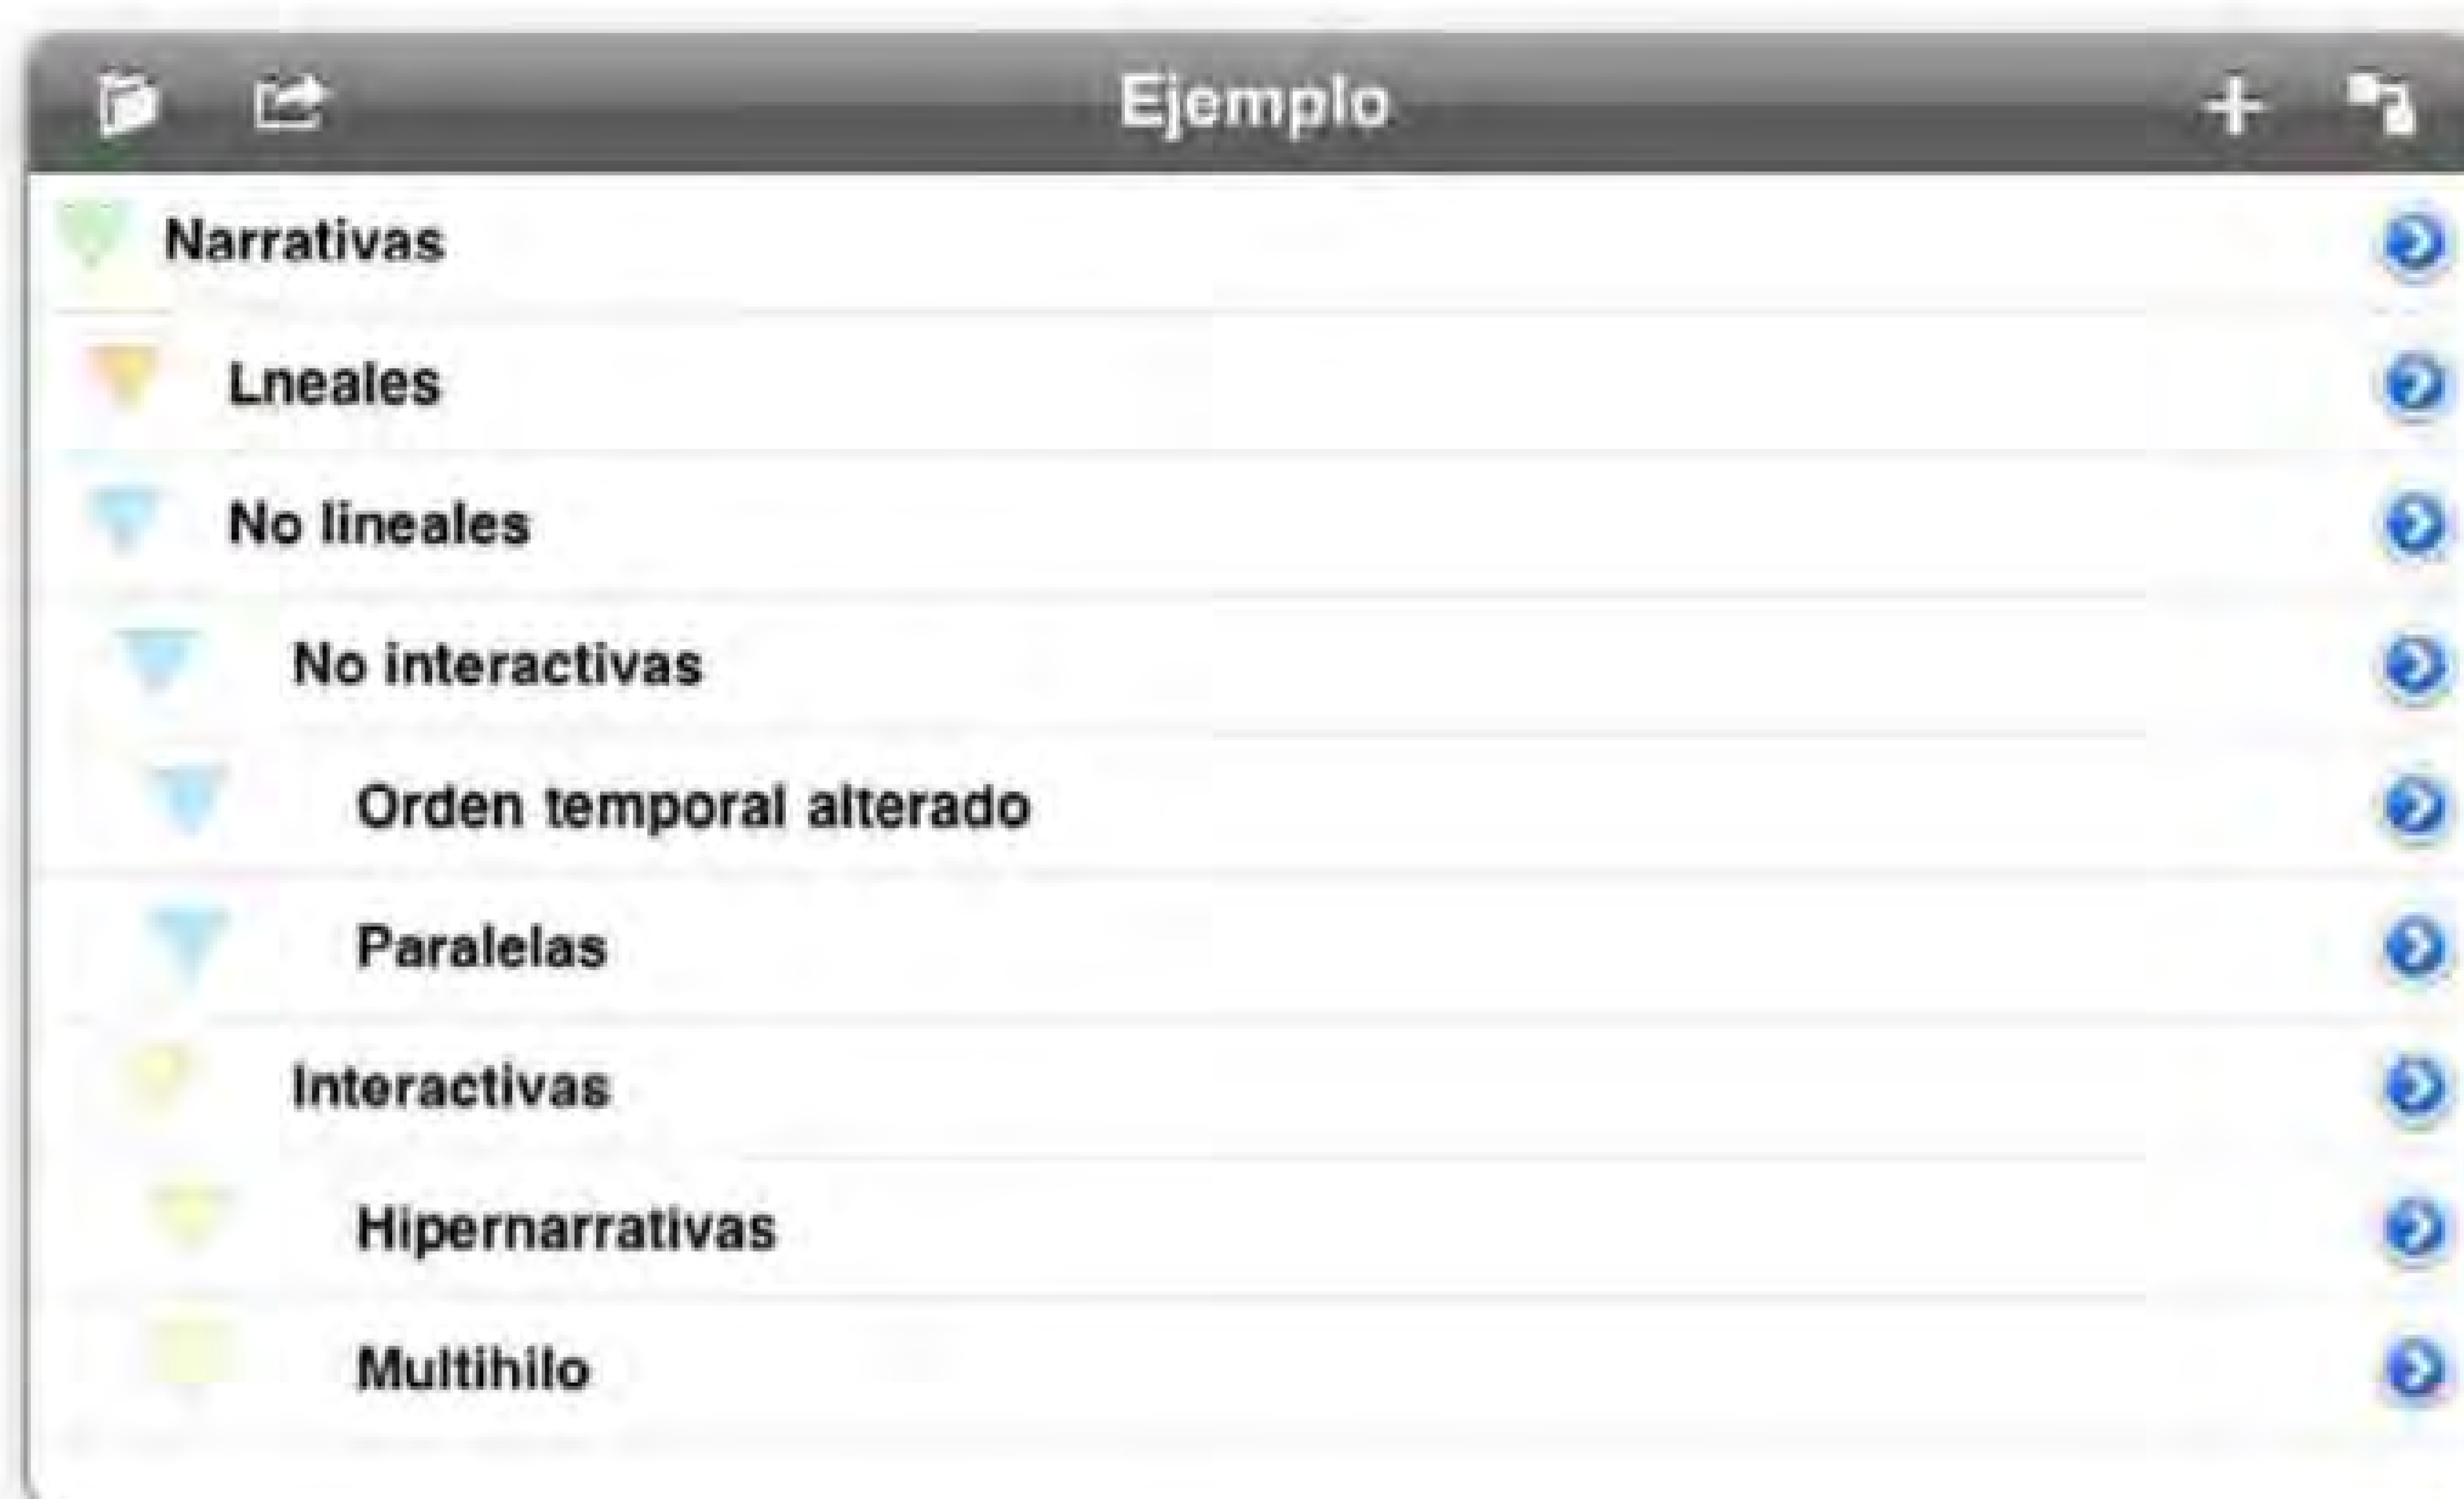 Ejemplo
Narrativas
Lneales
No lineales
No interactivas
Orden temporal alterado
Paralelas
Interactivas
Hipernarrativas
Multihilo